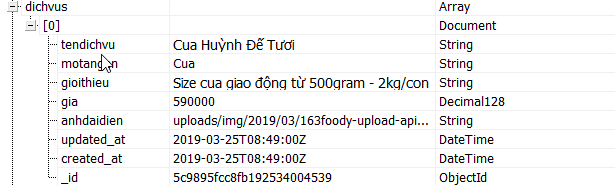 dichvus Array
[0] Document
tendichvu Cua Huỳnh Đế Tươi String
motang n Cua String
gioithieu Size cua giao động từ 500gram - 2kg/con String
gia 590000 Decimal128
anhdaidien uploads/img/2019/03/163foody-upload-api... String
updated_at 2019-03-25T08:49:00Z DateTime
created_at 2019-03-25T08:49:00Z DateTime
_id 5c9895fcc8fb192534004539 ObjectId